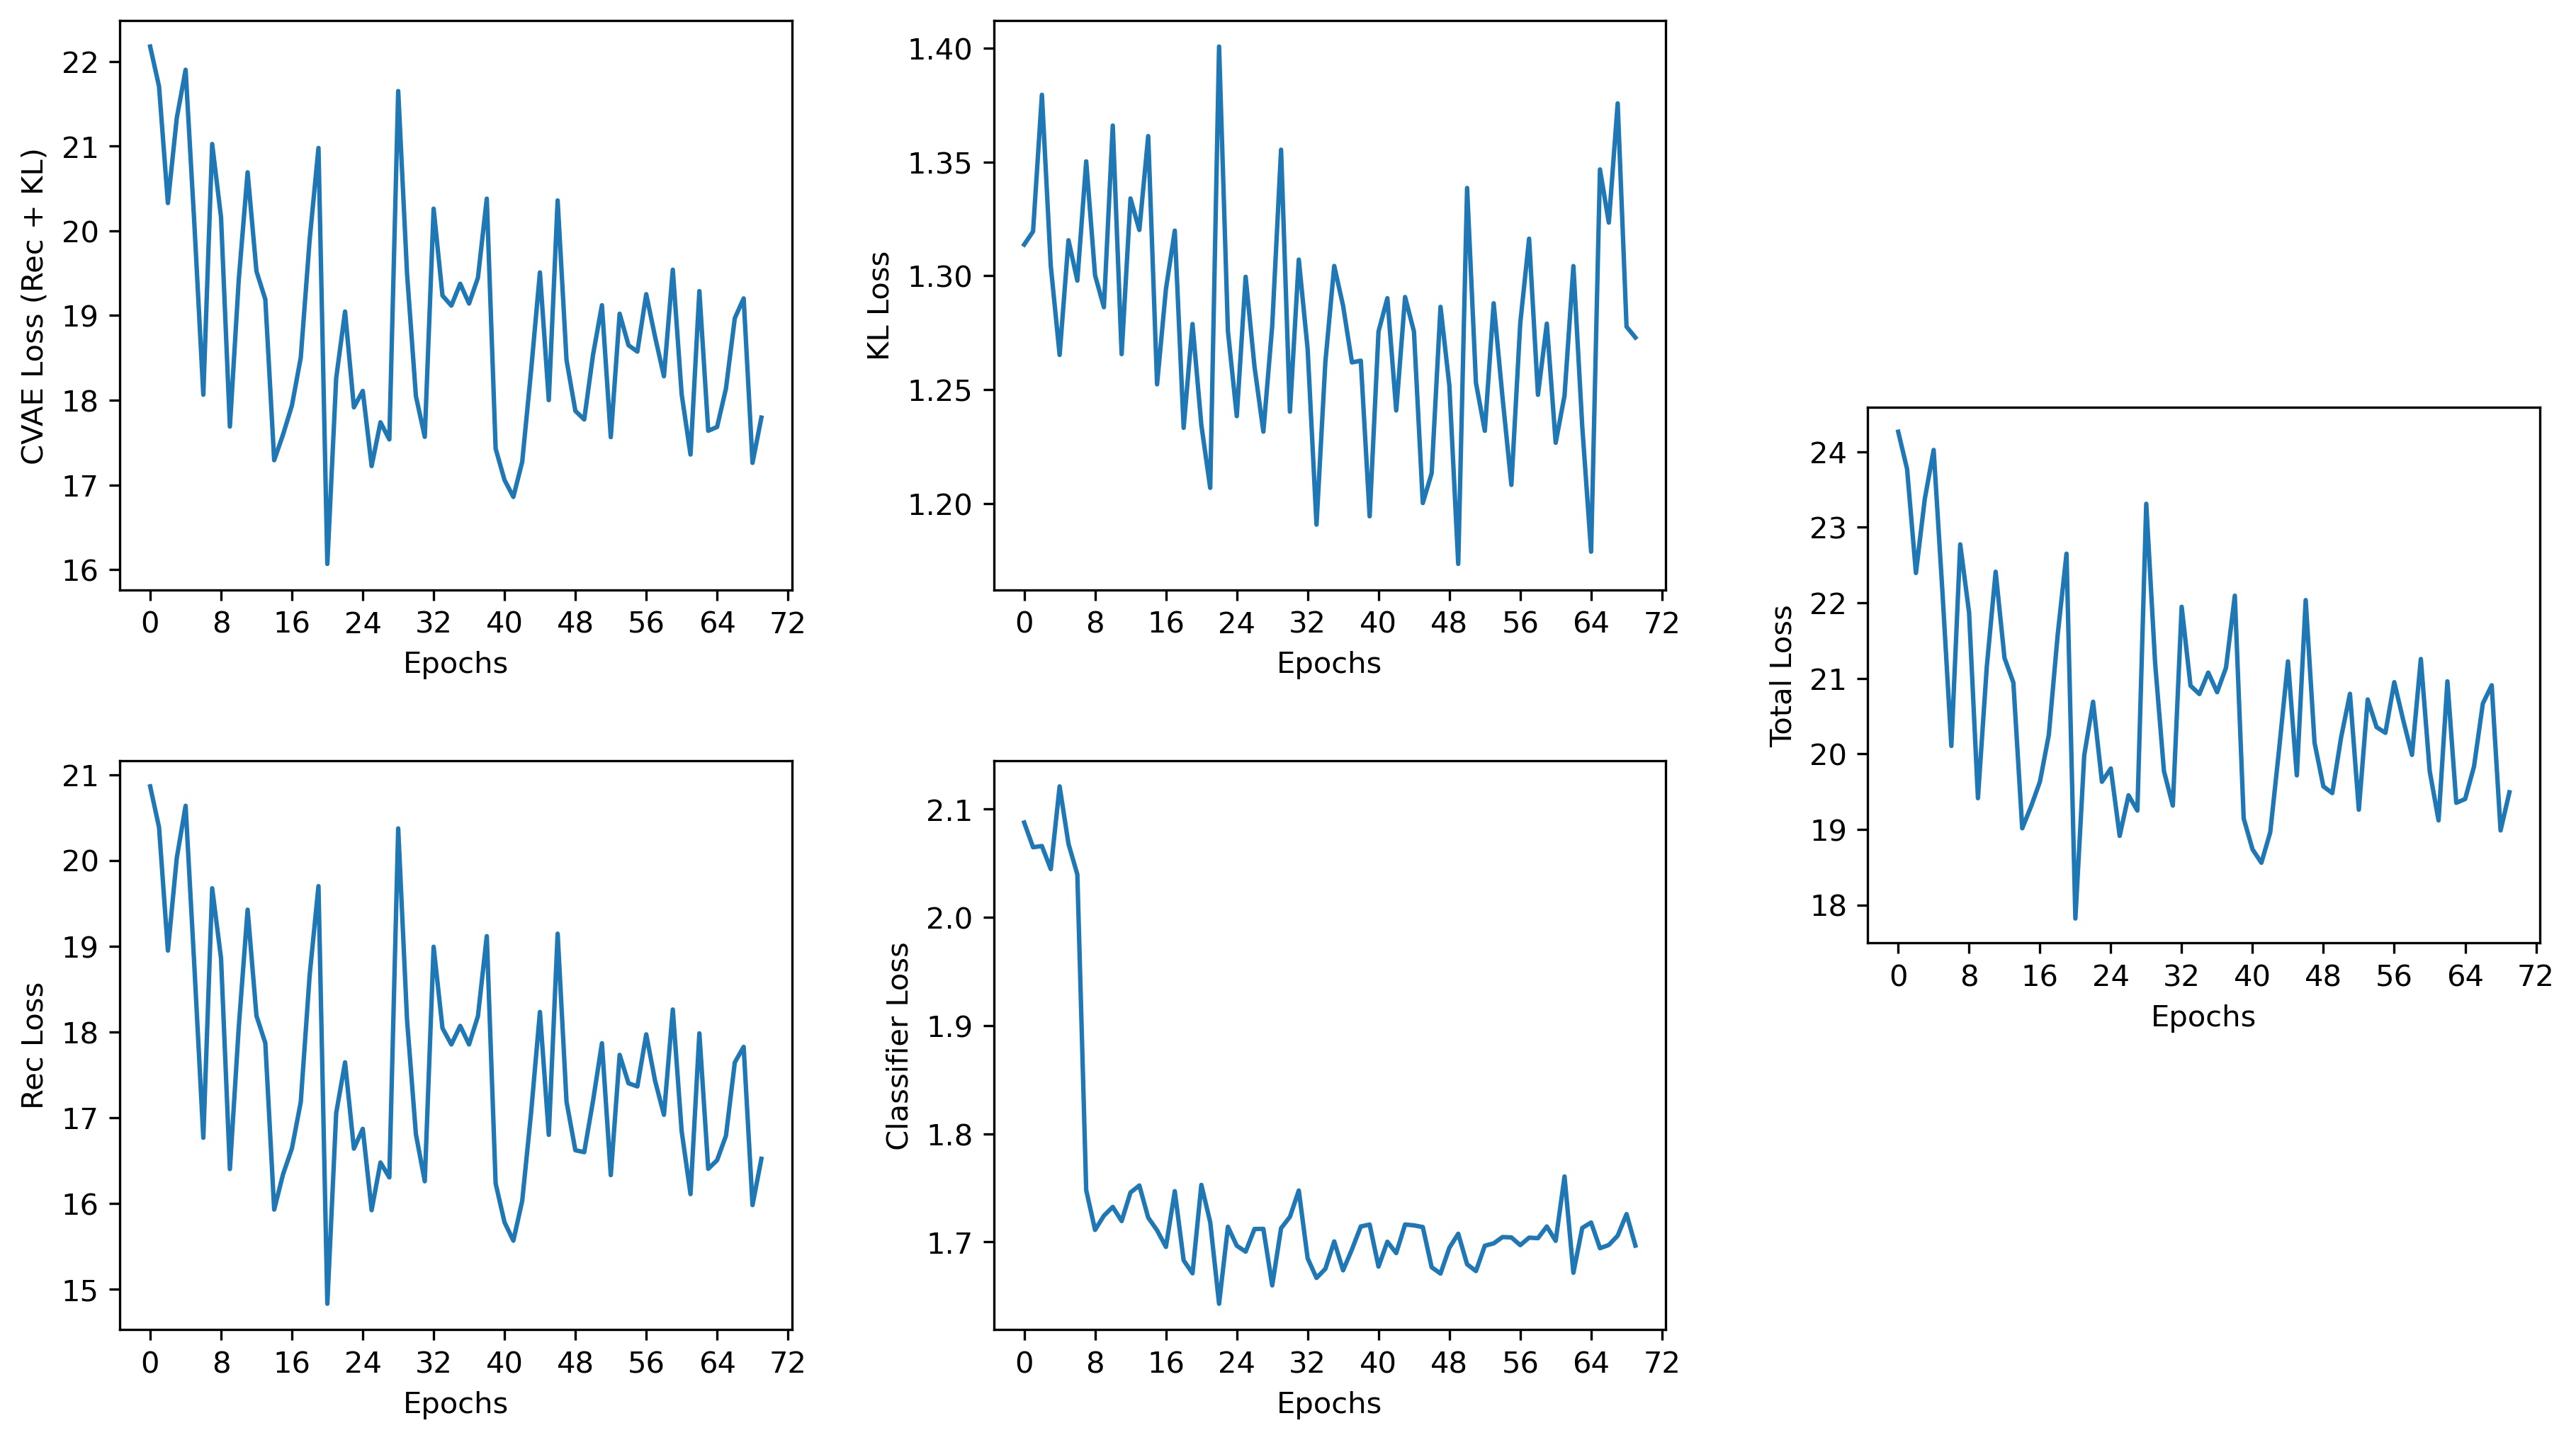 CVAE Loss (Rec + KL)
22
21
20
19
18
17
16
0 8 16 24 32 40 48 56 64 72
Epochs
KL Loss
1.40
1.35
1.30
1.25
1.20
0 8 16 24 32 40 48 56 64 72
Epochs
Rec Loss
21
20
19
18
17
16
15
0 8 16 24 32 40 48 56 64 72
Epochs
Classifier Loss
2.1
2.0
1.9
1.8
1.7
0 8 16 24 32 40 48 56 64 72
Epochs
Total Loss
24
23
22
21
20
19
18
0 8 16 24 32 40 48 56 64 72
Epochs